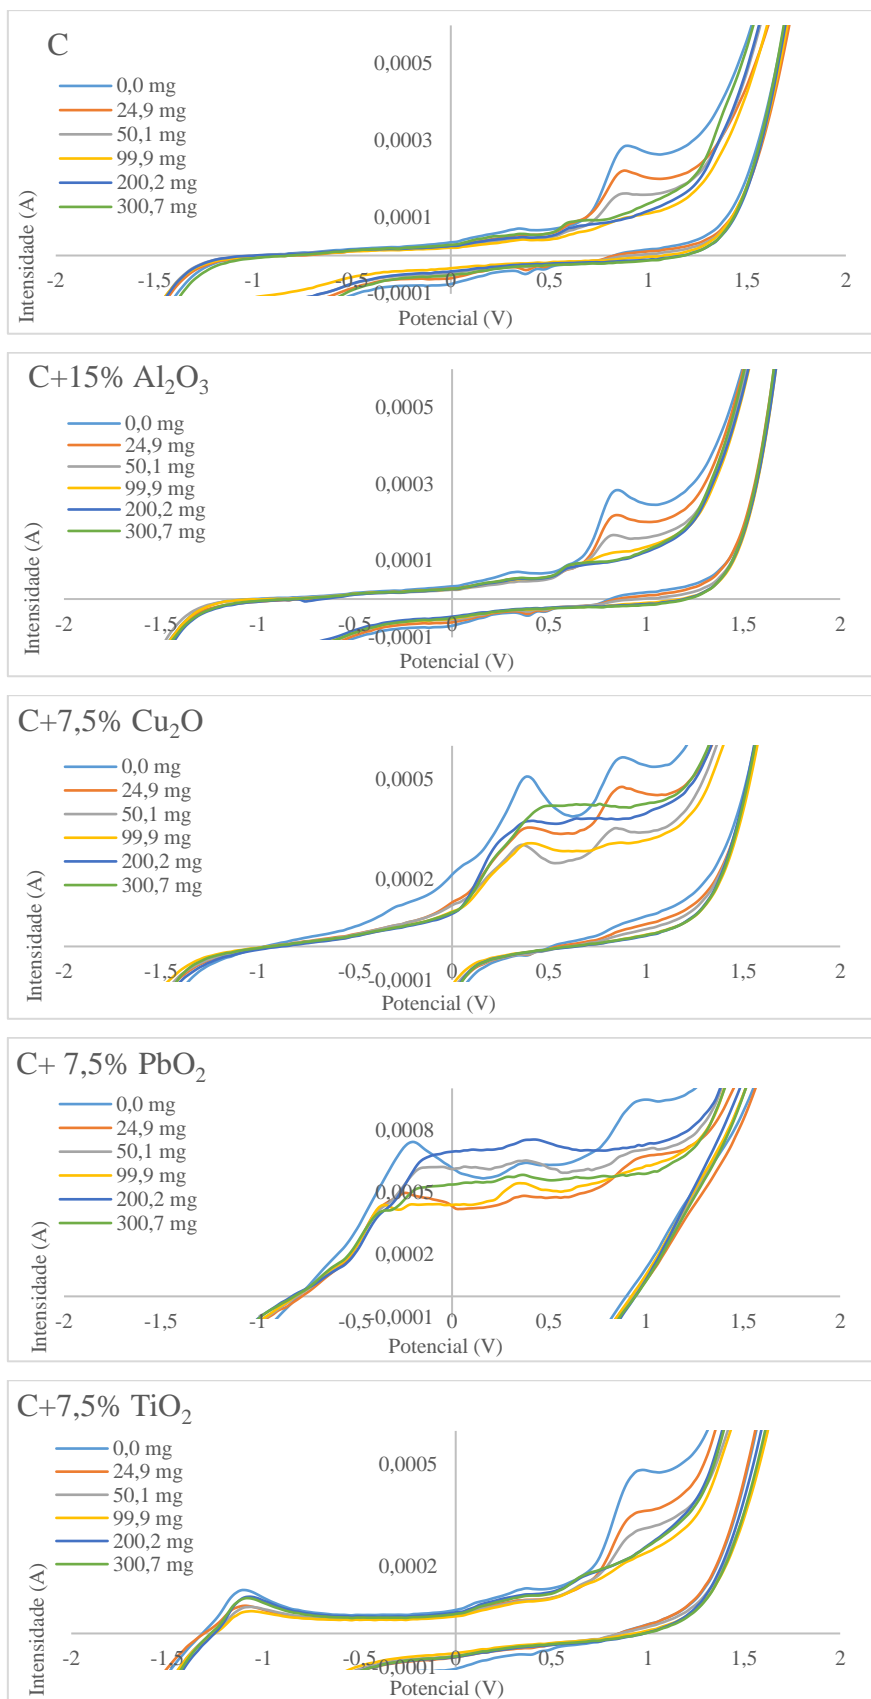 C
0,0 mg
24,9 mg
50,1 mg
99,9 mg
200,2 mg
300,7 mg
0,0005
0,0003
0,0001
-0,0001
-2
-1,5
-1
-0,5
0
0,5
1
1,5
2
Intensidade (A)
Potencial (V)
C+15% Al₂O₃
0,0 mg
24,9 mg
50,1 mg
99,9 mg
200,2 mg
300,7 mg
0,0005
0,0003
0,0001
-0,0001
-2
-1,5
-1
-0,5
0
0,5
1
1,5
2
Intensidade (A)
Potencial (V)
C+7,5% Cu₂O
0,0 mg
24,9 mg
50,1 mg
99,9 mg
200,2 mg
300,7 mg
0,0005
0,0002
-0,0001
-2
-1,5
-1
-0,5
0
0,5
1
1,5
2
Intensidade (A)
Potencial (V)
C+ 7,5% PbO₂
0,0 mg
24,9 mg
50,1 mg
99,9 mg
200,2 mg
300,7 mg
0,0008
0,0005
0,0002
-0,0001
-2
-1,5
-1
-0,5
0
0,5
1
1,5
2
Intensidade (A)
Potencial (V)
C+7,5% TiO₂
0,0 mg
24,9 mg
50,1 mg
99,9 mg
200,2 mg
300,7 mg
0,0005
0,0002
-0,0001
-2
-1,5
-1
-0,5
0
0,5
1
1,5
2
Intensidade (A)
Potencial (V)